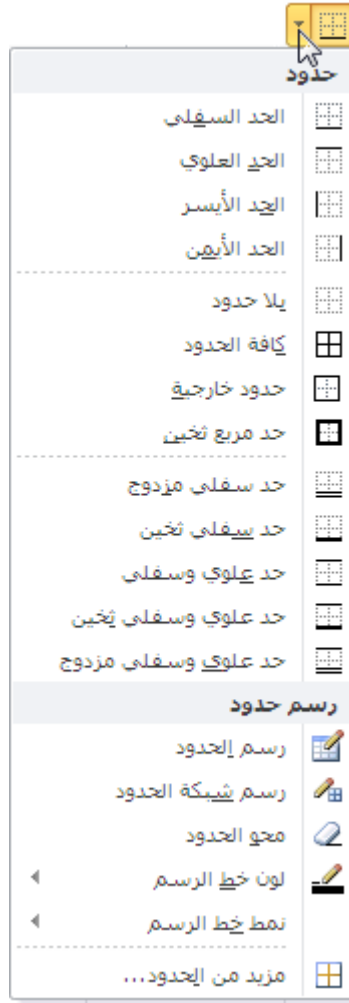 حدود
الحد السفلي
الحد العلوي
الحد الأيسر
الحد الأيمن
بلا حدود
كافة الحدود
حدود خارجية
حد مربع ثخين
حد سفلي مزدوج
حد سفلي ثخين
حد علوي وسفلي
حد علوي وسفلي ثخين
حد علوي وسفلي مزدوج
رسم حدود
رسم الحدود
رسم شبكة الحدود
محو الحدود
لون خط الرسم
نمط خط الرسم
مزيد من الحدود...